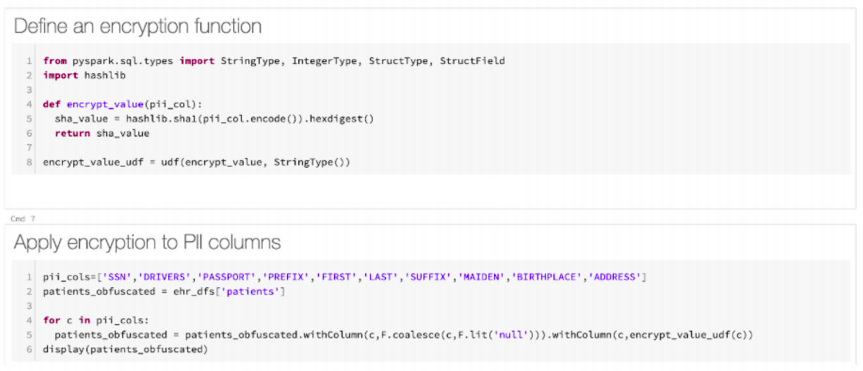 Define an encryption function
1 from pyspark.sql.types import StringType, IntegerType, StructType, StructField
2 import hashlib
3
4 def encrypt_value(pii_col):
5   sha_value = hashlib.sha1(pii_col.encode()).hexdigest()
6   return sha_value
7
8 encrypt_value_udf = udf(encrypt_value, StringType())
Cmd 7
Apply encryption to PII columns
1 pii_cols=['SSN','DRIVERS','PASSPORT','PREFIX','FIRST','LAST','SUFFIX','MAIDEN','BIRTHPLACE','ADDRESS']
2 patients_obfuscated = ehr_dfs['patients']
3
4 for c in pii_cols:
5   patients_obfuscated = patients_obfuscated.withColumn(c,F.coalesce(c,F.lit('null'))).withColumn(c,encrypt_value_udf(c))
6 display(patients_obfuscated)